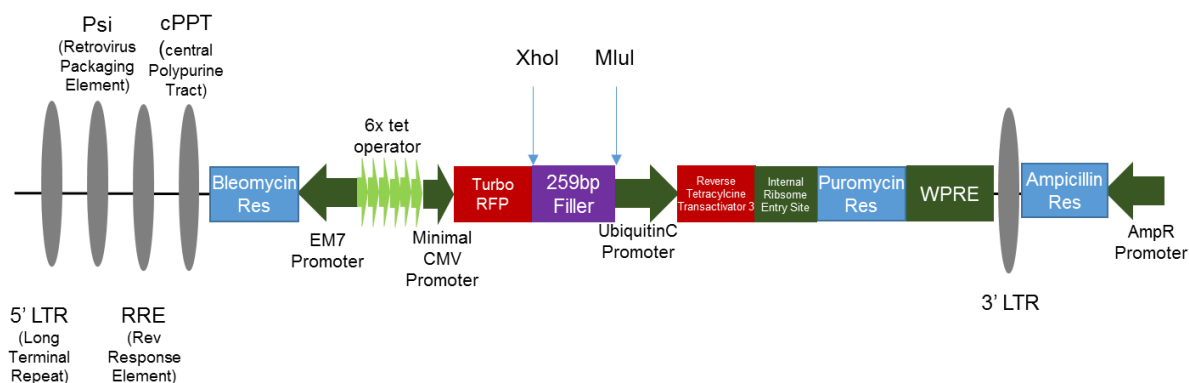 Psi
(Retrovirus
Packaging
Element)
cPPT
(central
Polypurine
Tract)
XhoI
MluI
6x tet
operator
Bleomycin
Res
Turbo
RFP
259bp
Filler
Reverse
Tetracylcine
Transactivator 3
Internal
Ribsome
Entry Site
Puromycin
Res
WPRE
Ampicillin
Res
EM7
Promoter
Minimal
CMV
Promoter
UbiquitinC
Promoter
AmpR
Promoter
5' LTR
(Long
Terminal
Repeat)
RRE
(Rev
Response
Element)
3' LTR